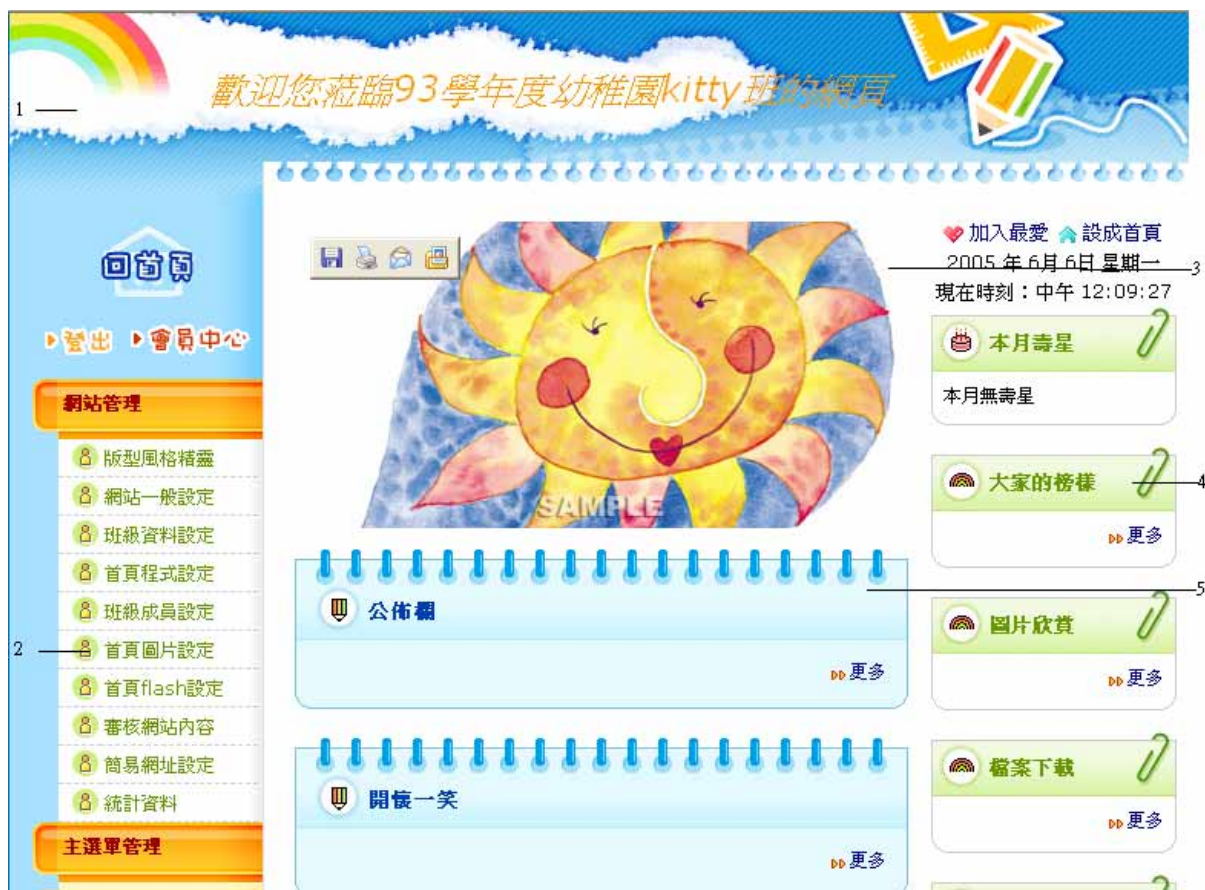 歡迎您蒞臨93學年度幼稚園kitty班的網頁
1
回首頁
登出 會員中心
網站管理
版型風格精靈
網站一般設定
班級資料設定
首頁程式設定
班級成員設定
2
首頁圖片設定
首頁flash設定
審核網站內容
簡易網址設定
統計資料
主選單管理
SAMPLE
公佈欄
5
更多
開懷一笑
更多
加入最愛 設成首頁
2005 年 6月 6日 星期一
3
現在時刻：中午 12:09:27
本月壽星
本月無壽星
大家的榜樣
4
更多
圖片欣賞
更多
檔案下載
更多